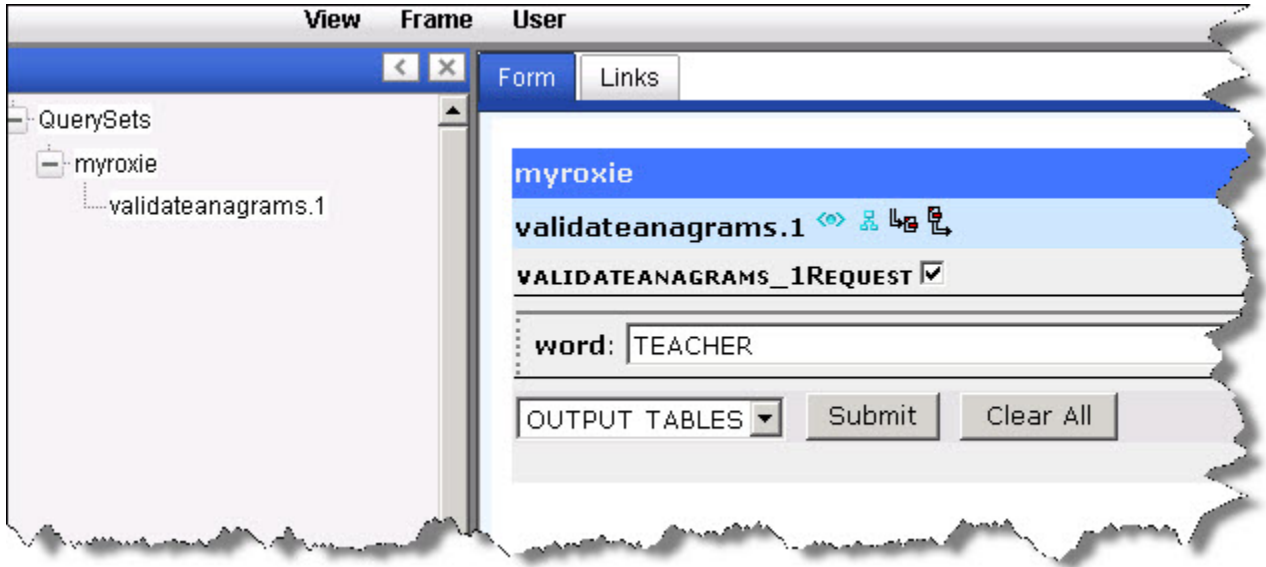 View Frame User
QuerySets
myroxie
validateanagrams.1
Form Links
myroxie
validateanagrams.1
VALIDATEANAGRAMS_1REQUEST
word: TEACHER
OUTPUT TABLES Submit Clear All